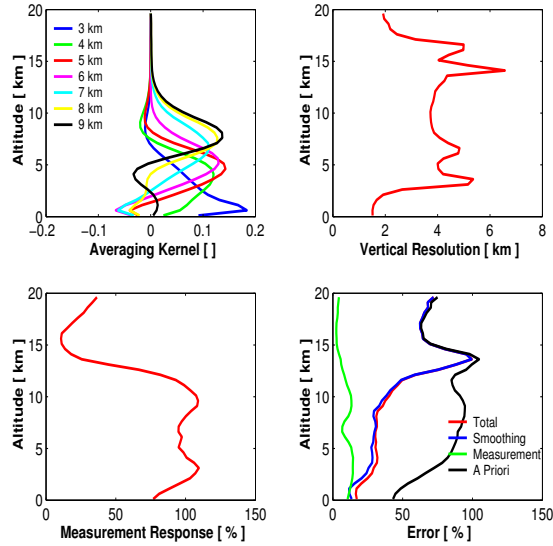 Altitude [ km ]
20
15
10
5
0
−0.2
−0.1
0
0.1
0.2
Averaging Kernel [ ]
3 km
4 km
5 km
6 km
7 km
8 km
9 km
Altitude [ km ]
20
15
10
5
0
0
2
4
6
8
Vertical Resolution [ km ]
Altitude [ km ]
20
15
10
5
0
0
50
100
150
Measurement Response [ % ]
Altitude [ km ]
20
15
10
5
0
0
50
100
150
Error [ % ]
Total
Smoothing
Measurement
A Priori